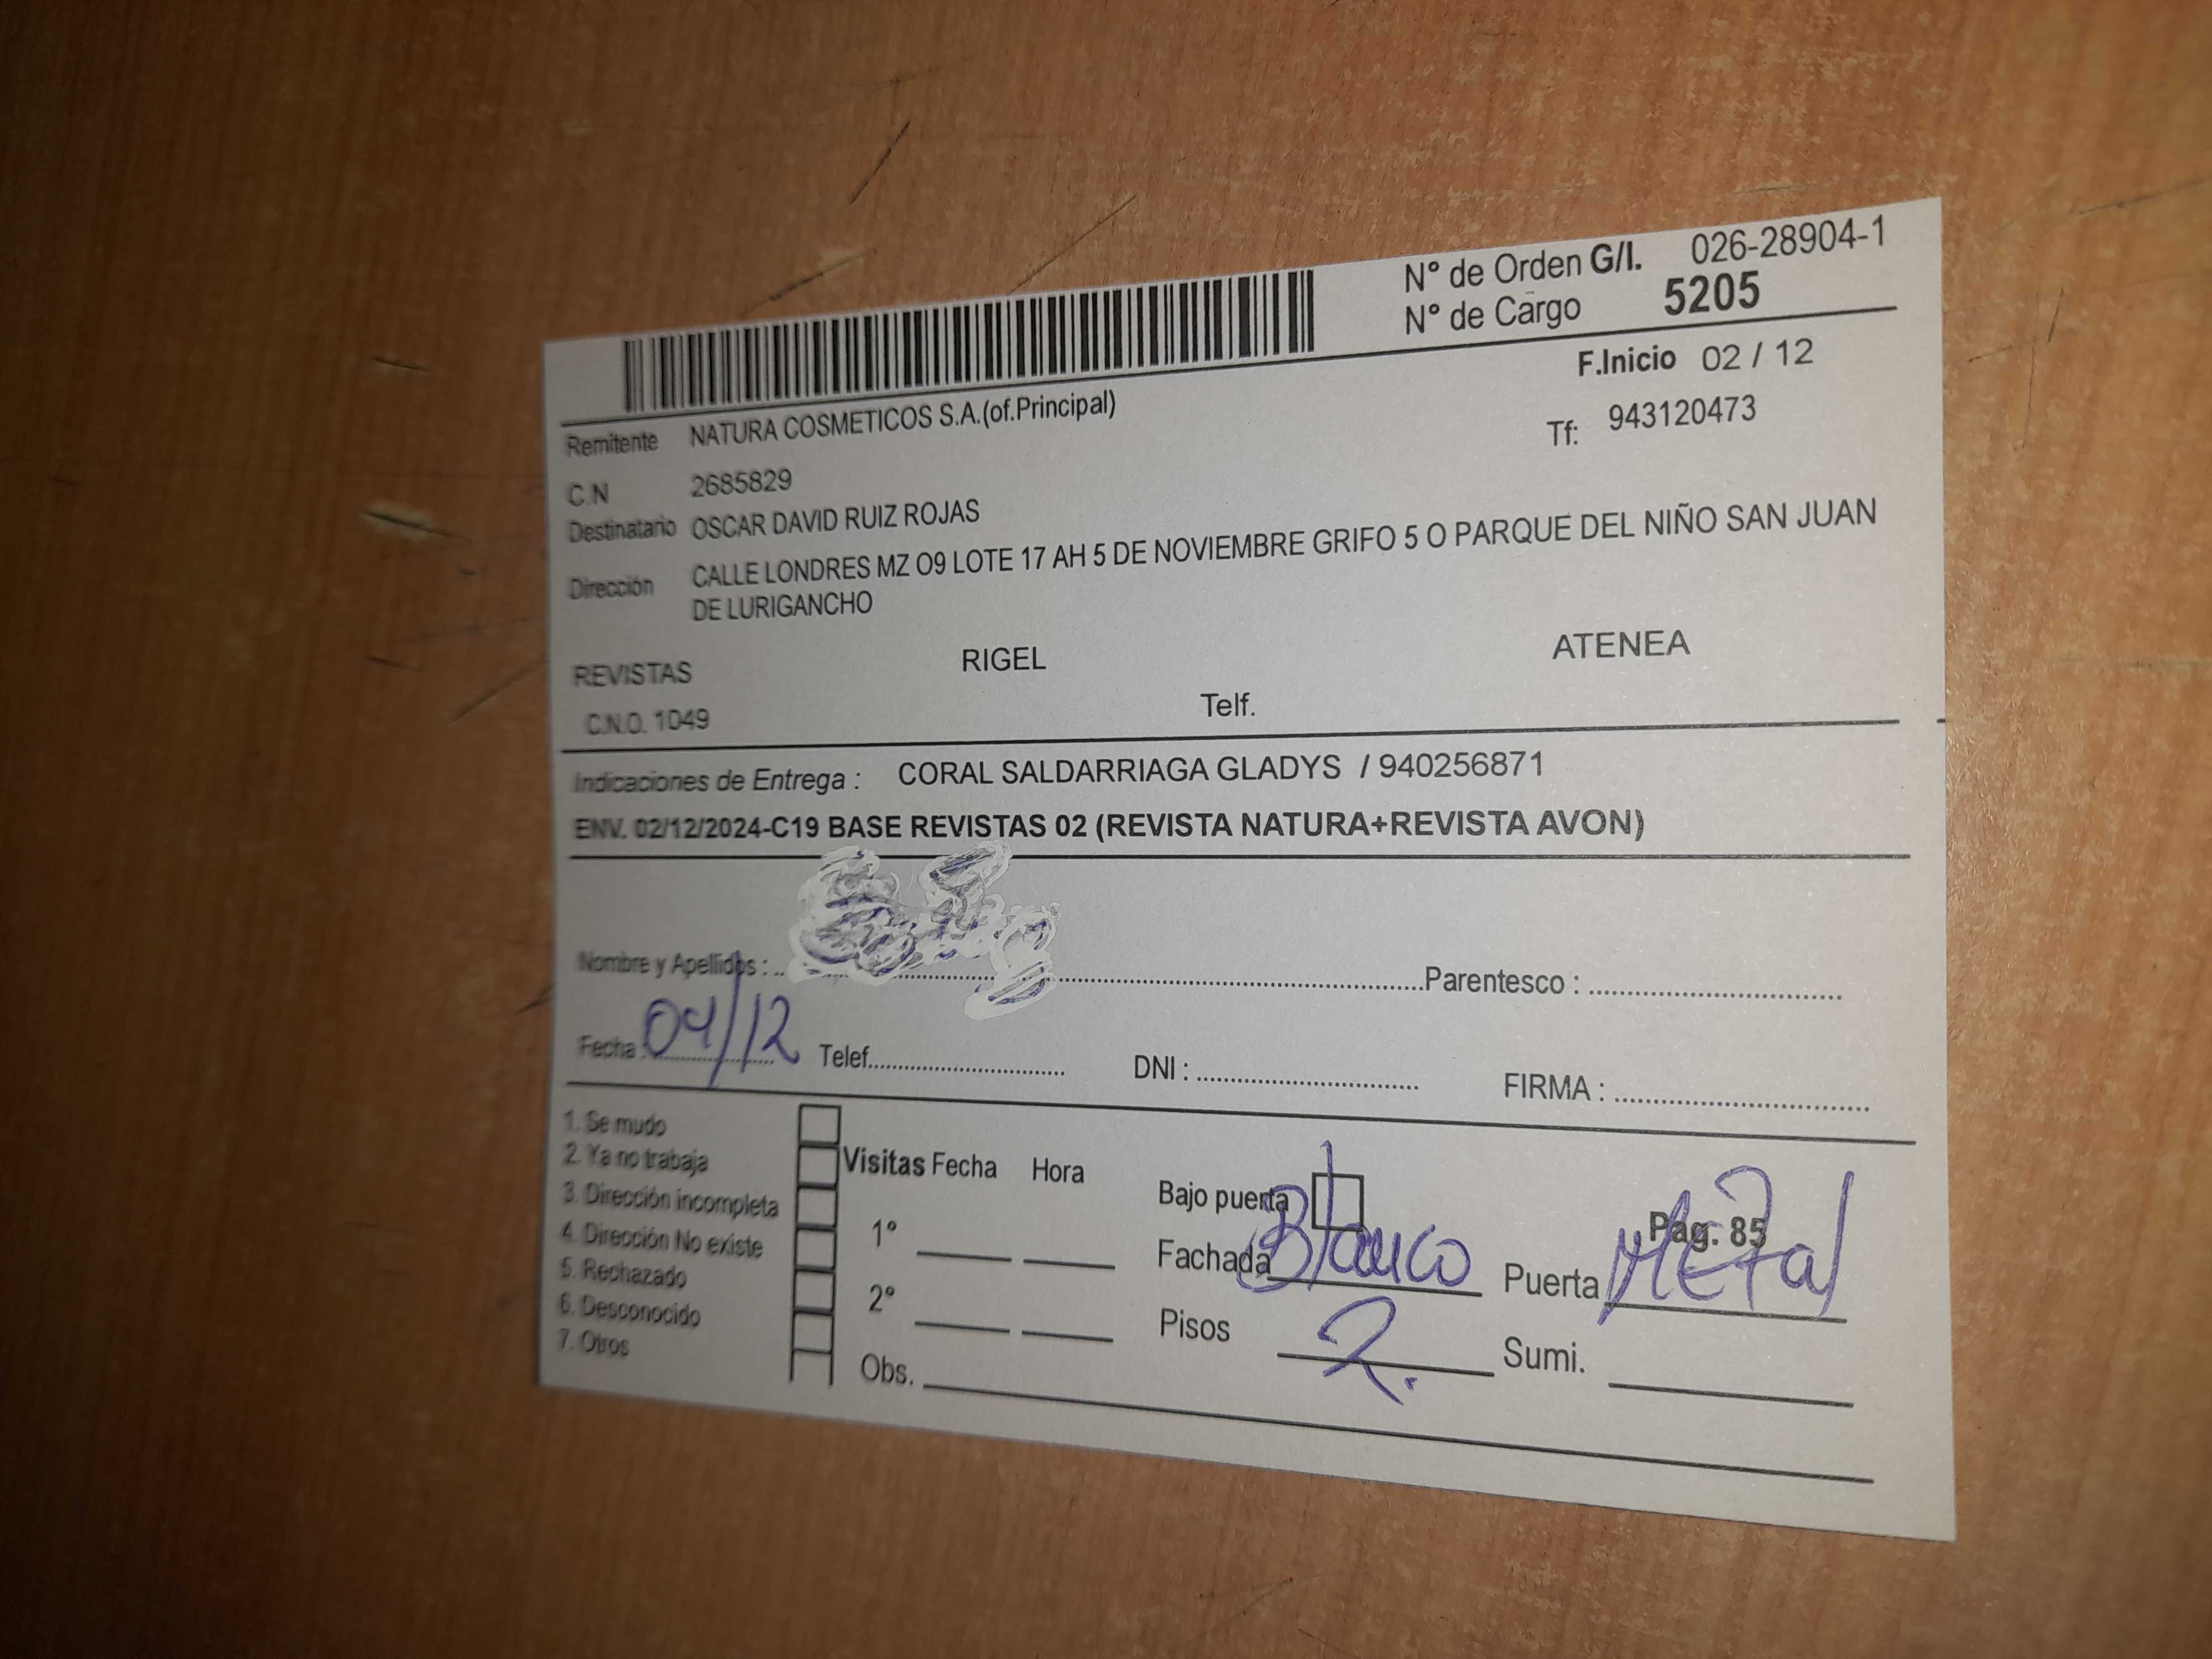 N° de Orden G/I. 026-28904-1
N° de Cargo 5205
F.Inicio 02 / 12
Remitente NATURA COSMETICOS S.A.(of.Principal)
Tf: 943120473
C.N 2685829
Destinatario OSCAR DAVID RUIZ ROJAS
Dirección CALLE LONDRES MZ O9 LOTE 17 AH 5 DE NOVIEMBRE GRIFO 5 O PARQUE DEL NIÑO SAN JUAN
DE LURIGANCHO
REVISTAS RIGEL ATENEA
C.N.O. 1049 Telf.
Indicaciones de Entrega : CORAL SALDARRIAGA GLADYS / 940256871
ENV. 02/12/2024-C19 BASE REVISTAS 02 (REVISTA NATURA+REVISTA AVON)
Nombre y Apellidos : Parentesco :
Fecha : 04/12 Telef. DNI : FIRMA :
1. Se mudo
2. Ya no trabaja
3. Dirección incompleta
4. Dirección No existe
5. Rechazado
6. Desconocido
7. Otros
Visitas Fecha Hora
1°
2°
Obs.
Bajo puerta
Pag. 85
Fachada Blanco Puerta Metal
Pisos 2. Sumi.